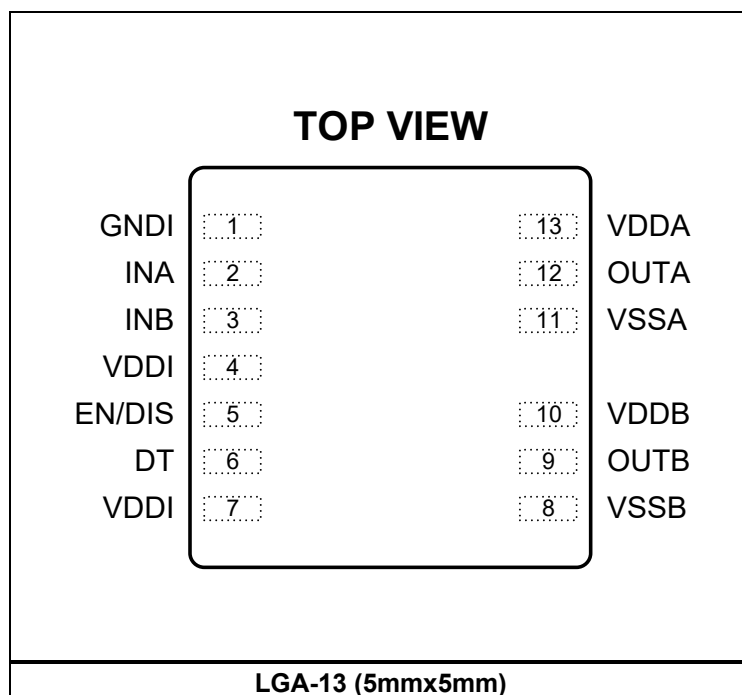 TOP VIEW
GNDI 1 13 VDDA
INA 2 12 OUTA
INB 3 11 VSSA
VDDI 4
EN/DIS 5 10 VDDB
DT 6 9 OUTB
VDDI 7 8 VSSB
LGA-13 (5mmx5mm)